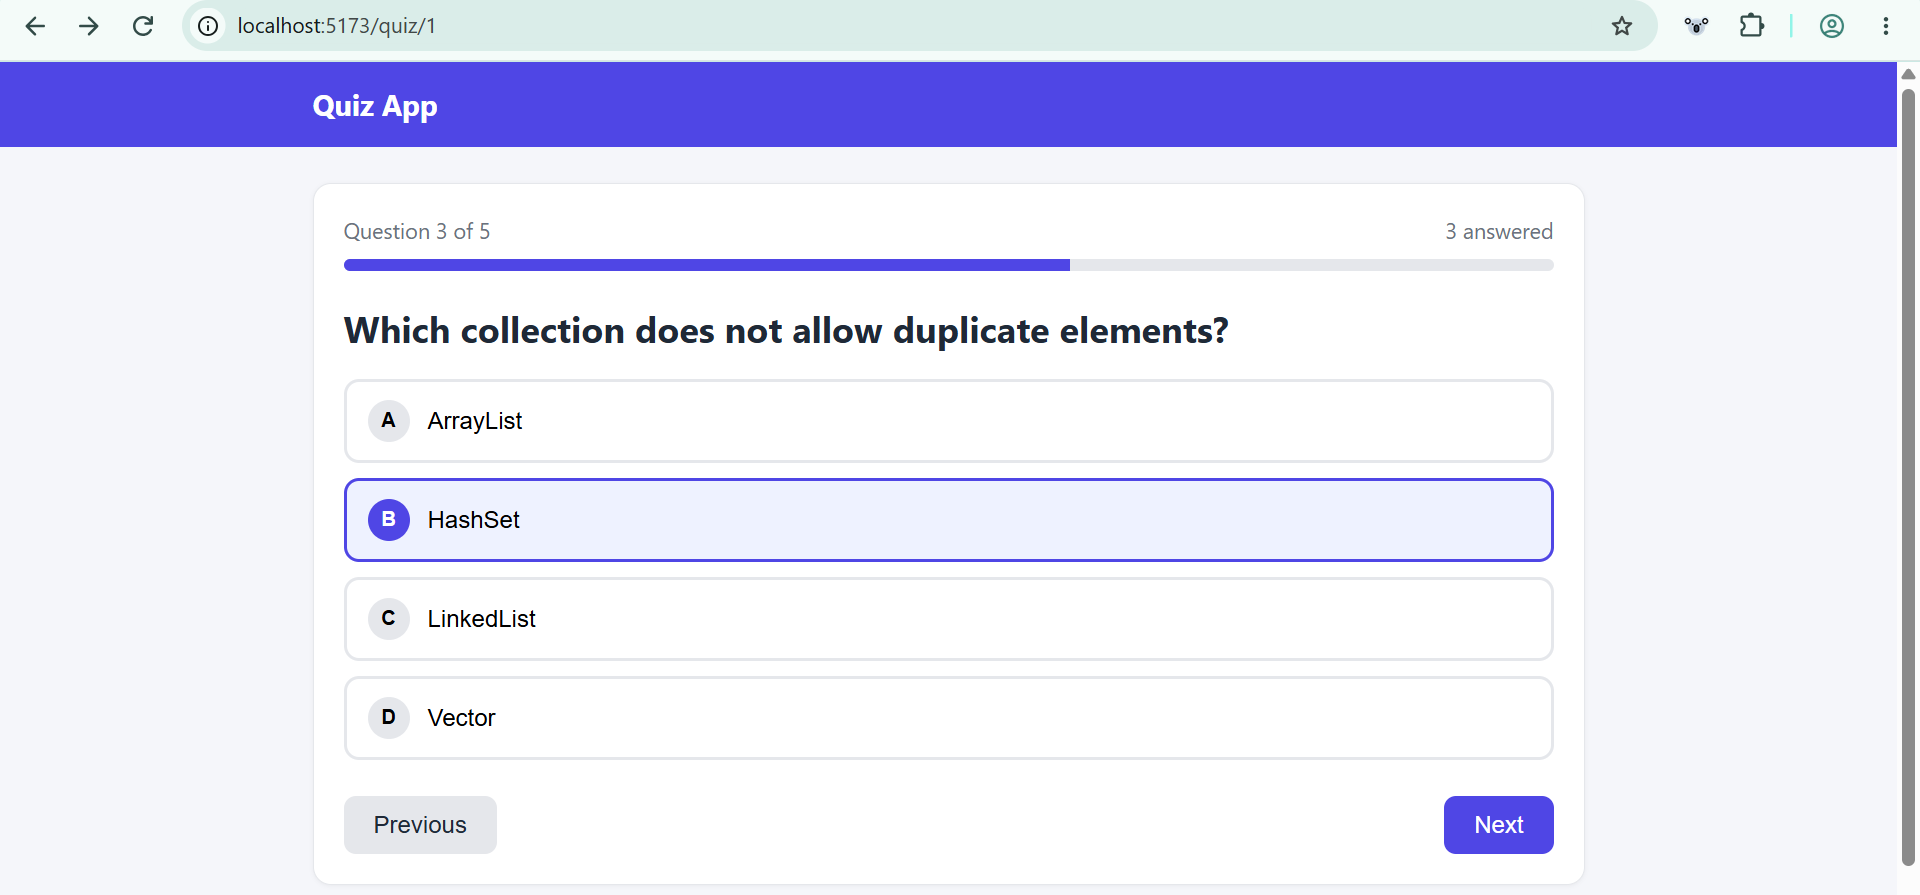 localhost:5173/quiz/1
Quiz App
Question 3 of 5
3 answered
Which collection does not allow duplicate elements?
A ArrayList
B HashSet
C LinkedList
D Vector
Previous
Next